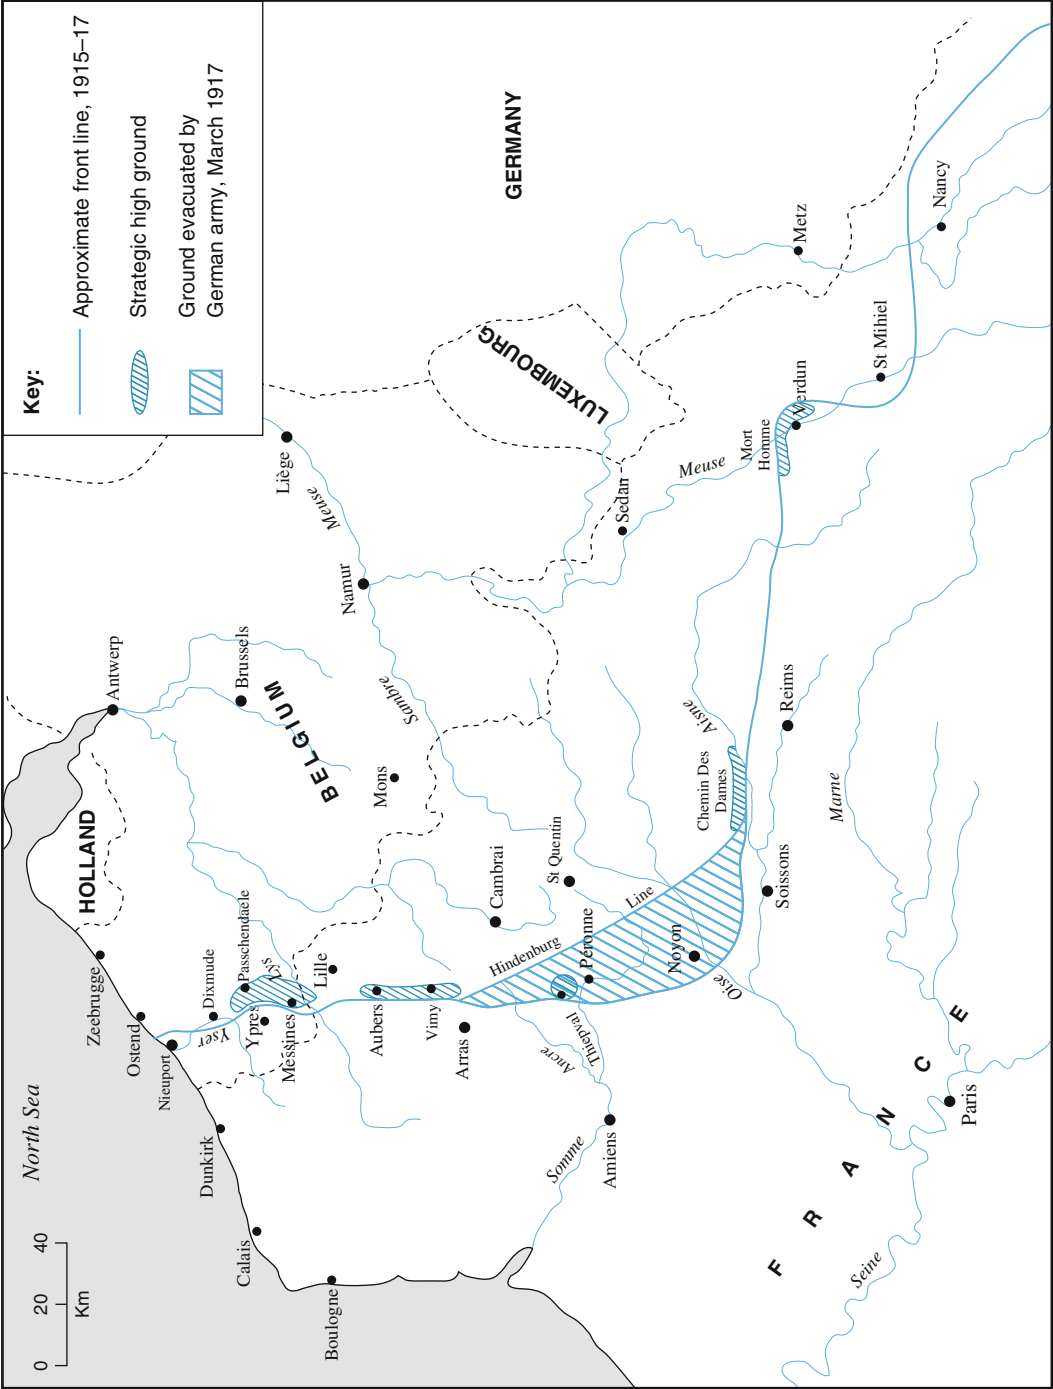 Key:
Approximate front line, 1915–17
Strategic high ground
Ground evacuated by
German army, March 1917
North Sea
0 20 40
Km
HOLLAND
BELGIUM
LUXEMBOURG
GERMANY
FRANCE
Antwerp
Brussels
Liège
Meuse
Namur
Sambre
Mons
Zeebrugge
Ostend
Nieuport
Dixmude
Passchendaele
Yser
Ypres
Lys
Messines
Lille
Dunkirk
Calais
Boulogne
Aubers
Vimy
Arras
Cambrai
St Quentin
Hindenburg
Line
Péronne
Ancre
Thiepval
Somme
Amiens
Noyon
Oise
Chemin Des
Dames
Aisne
Soissons
Reims
Marne
Sedan
Meuse
Mort
Homme
Verdun
St Mihiel
Metz
Nancy
Paris
Seine